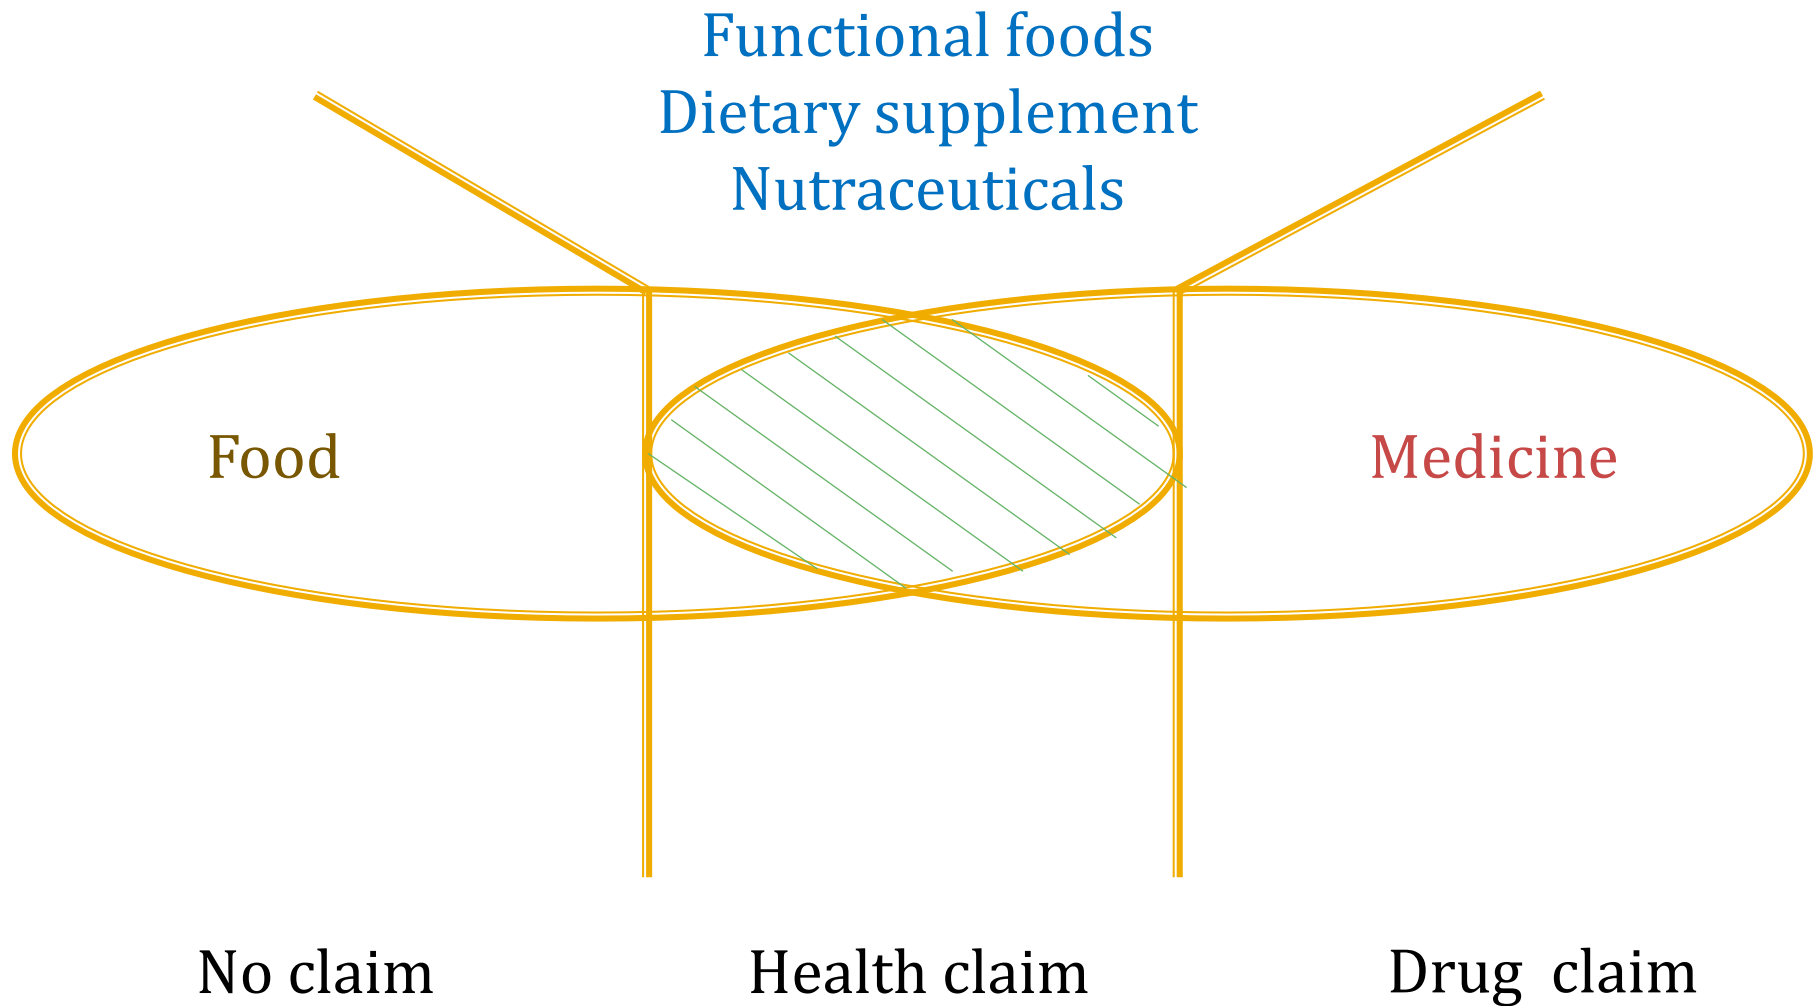 Functional foods
Dietary supplement
Nutraceuticals
Food
Medicine
No claim
Health claim
Drug  claim